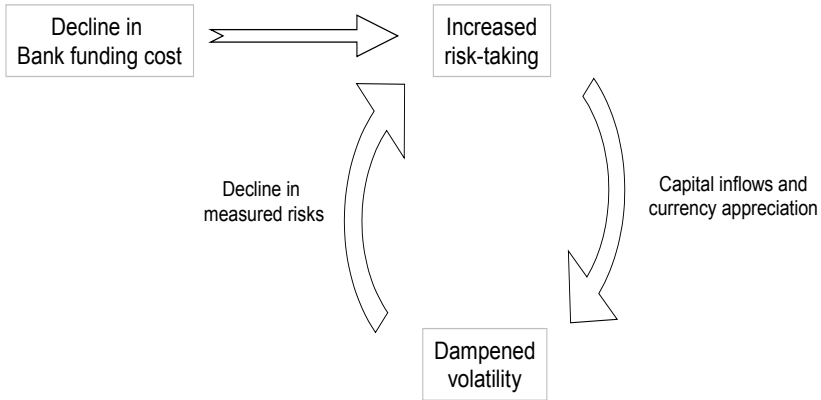 Decline in
Bank funding cost
Increased
risk-taking
Decline in
measured risks
Capital inflows and
currency appreciation
Dampened
volatility